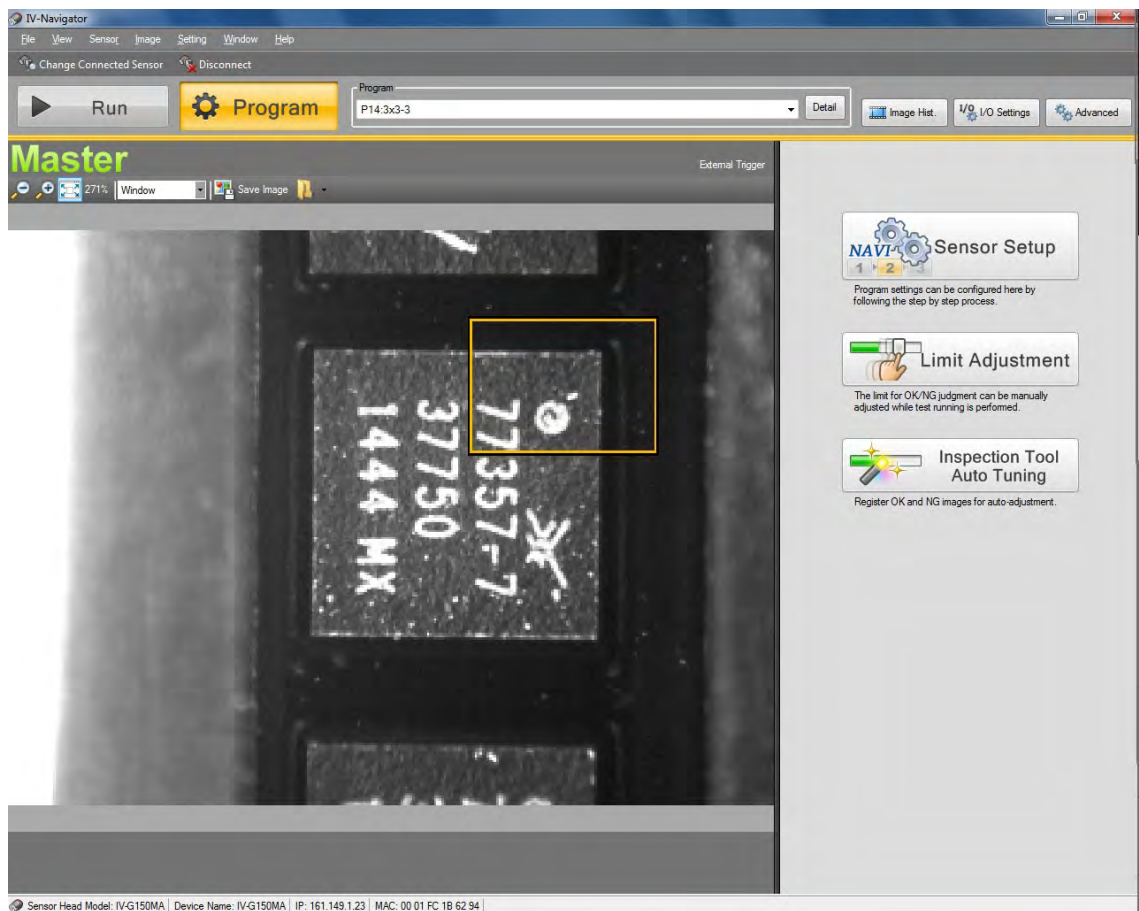 IV-Navigator
File View Sensor Image Setting Window Help
Change Connected Sensor Disconnect
Run
Program
Program
P14:3x3-3
Detail
Image Hist.
I/O Settings
Advanced
Master
External Trigger
271%
Window
Save Image
77357-7
37750
1444 MX
NAVI
1 2 3
Sensor Setup
Program settings can be configured here by
following the step by step process.
Limit Adjustment
The limit for OK/NG judgment can be manually
adjusted while test running is performed.
Inspection Tool
Auto Tuning
Register OK and NG images for auto-adjustment.
Sensor Head Model: IV-G150MA Device Name: IV-G150MA IP: 161.149.1.23 MAC: 00 01 FC 1B 62 94